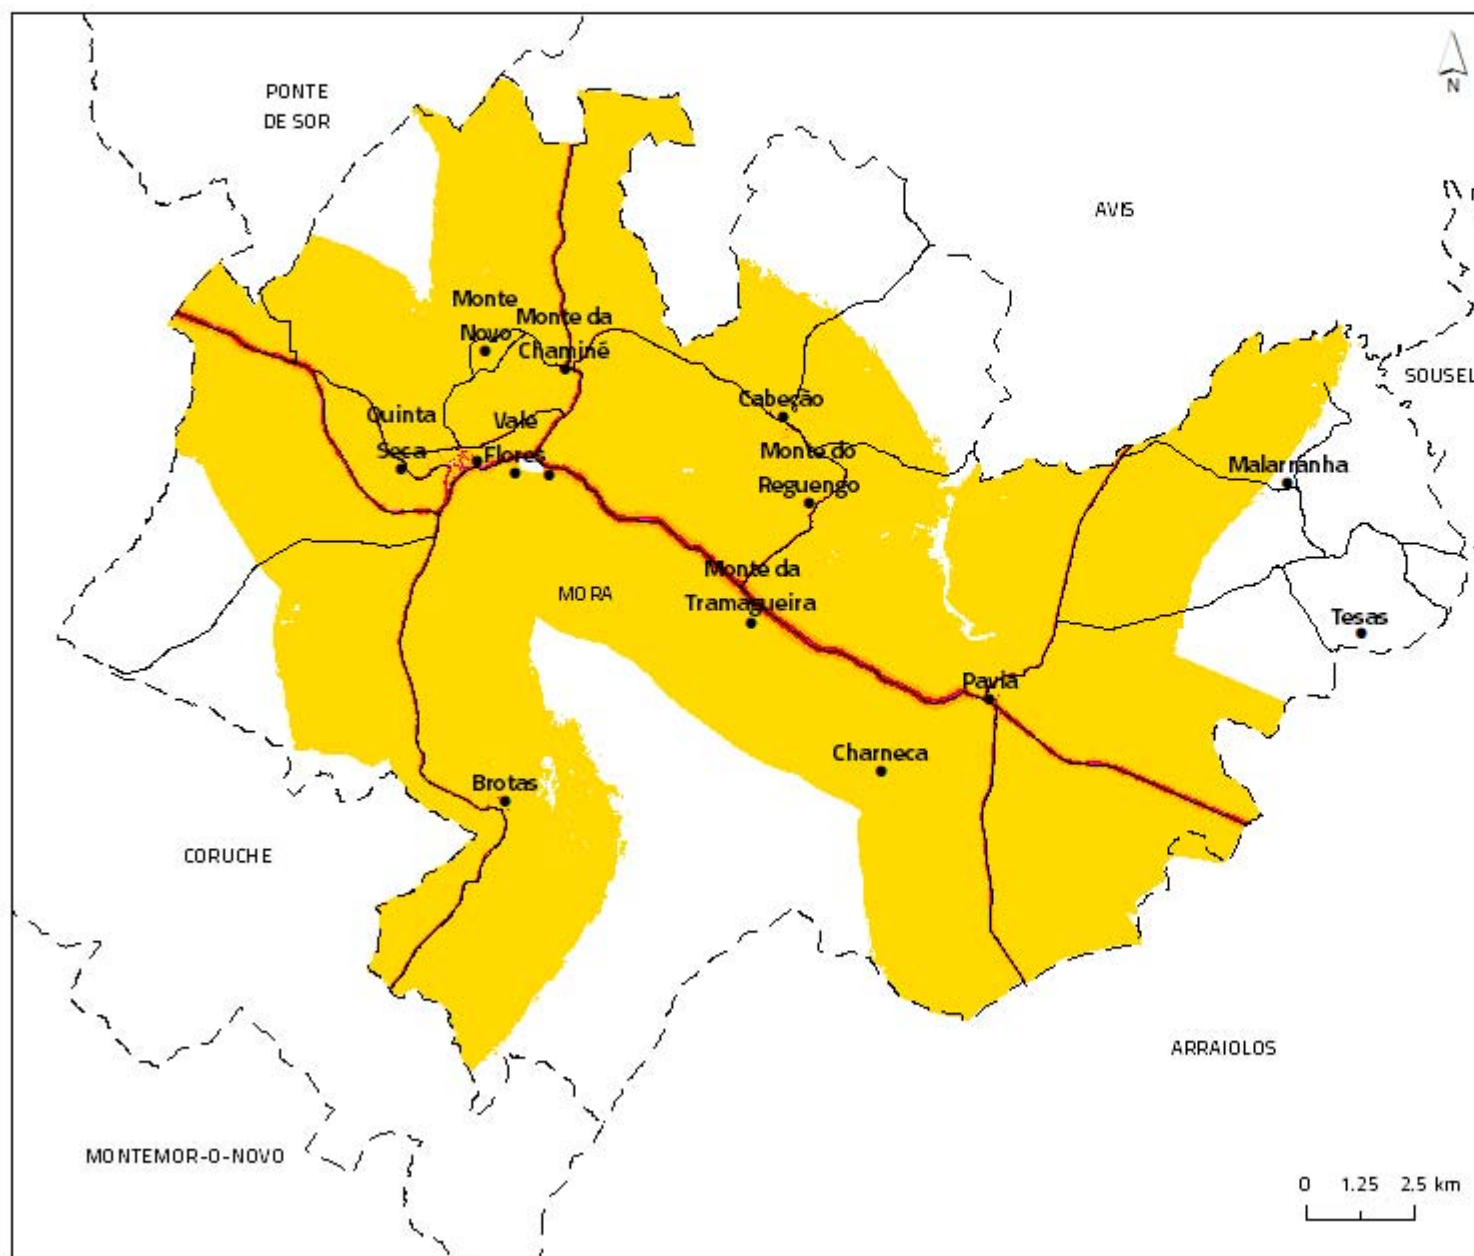 PONTE
DE SOR
N
AVIS
Monte
Novo
Monte da
Chaminé
SOUSEL
Quinta
Seca
Vale
Flores
Cabeção
Monte do
Reguengo
Malarranha
Monte da
Tramagueira
MORA
Tesas
Pavia
Charneca
Brotas
CORUCHE
ARRAIOLOS
MONTEMOR-O-NOVO
0 1.25 2.5 km